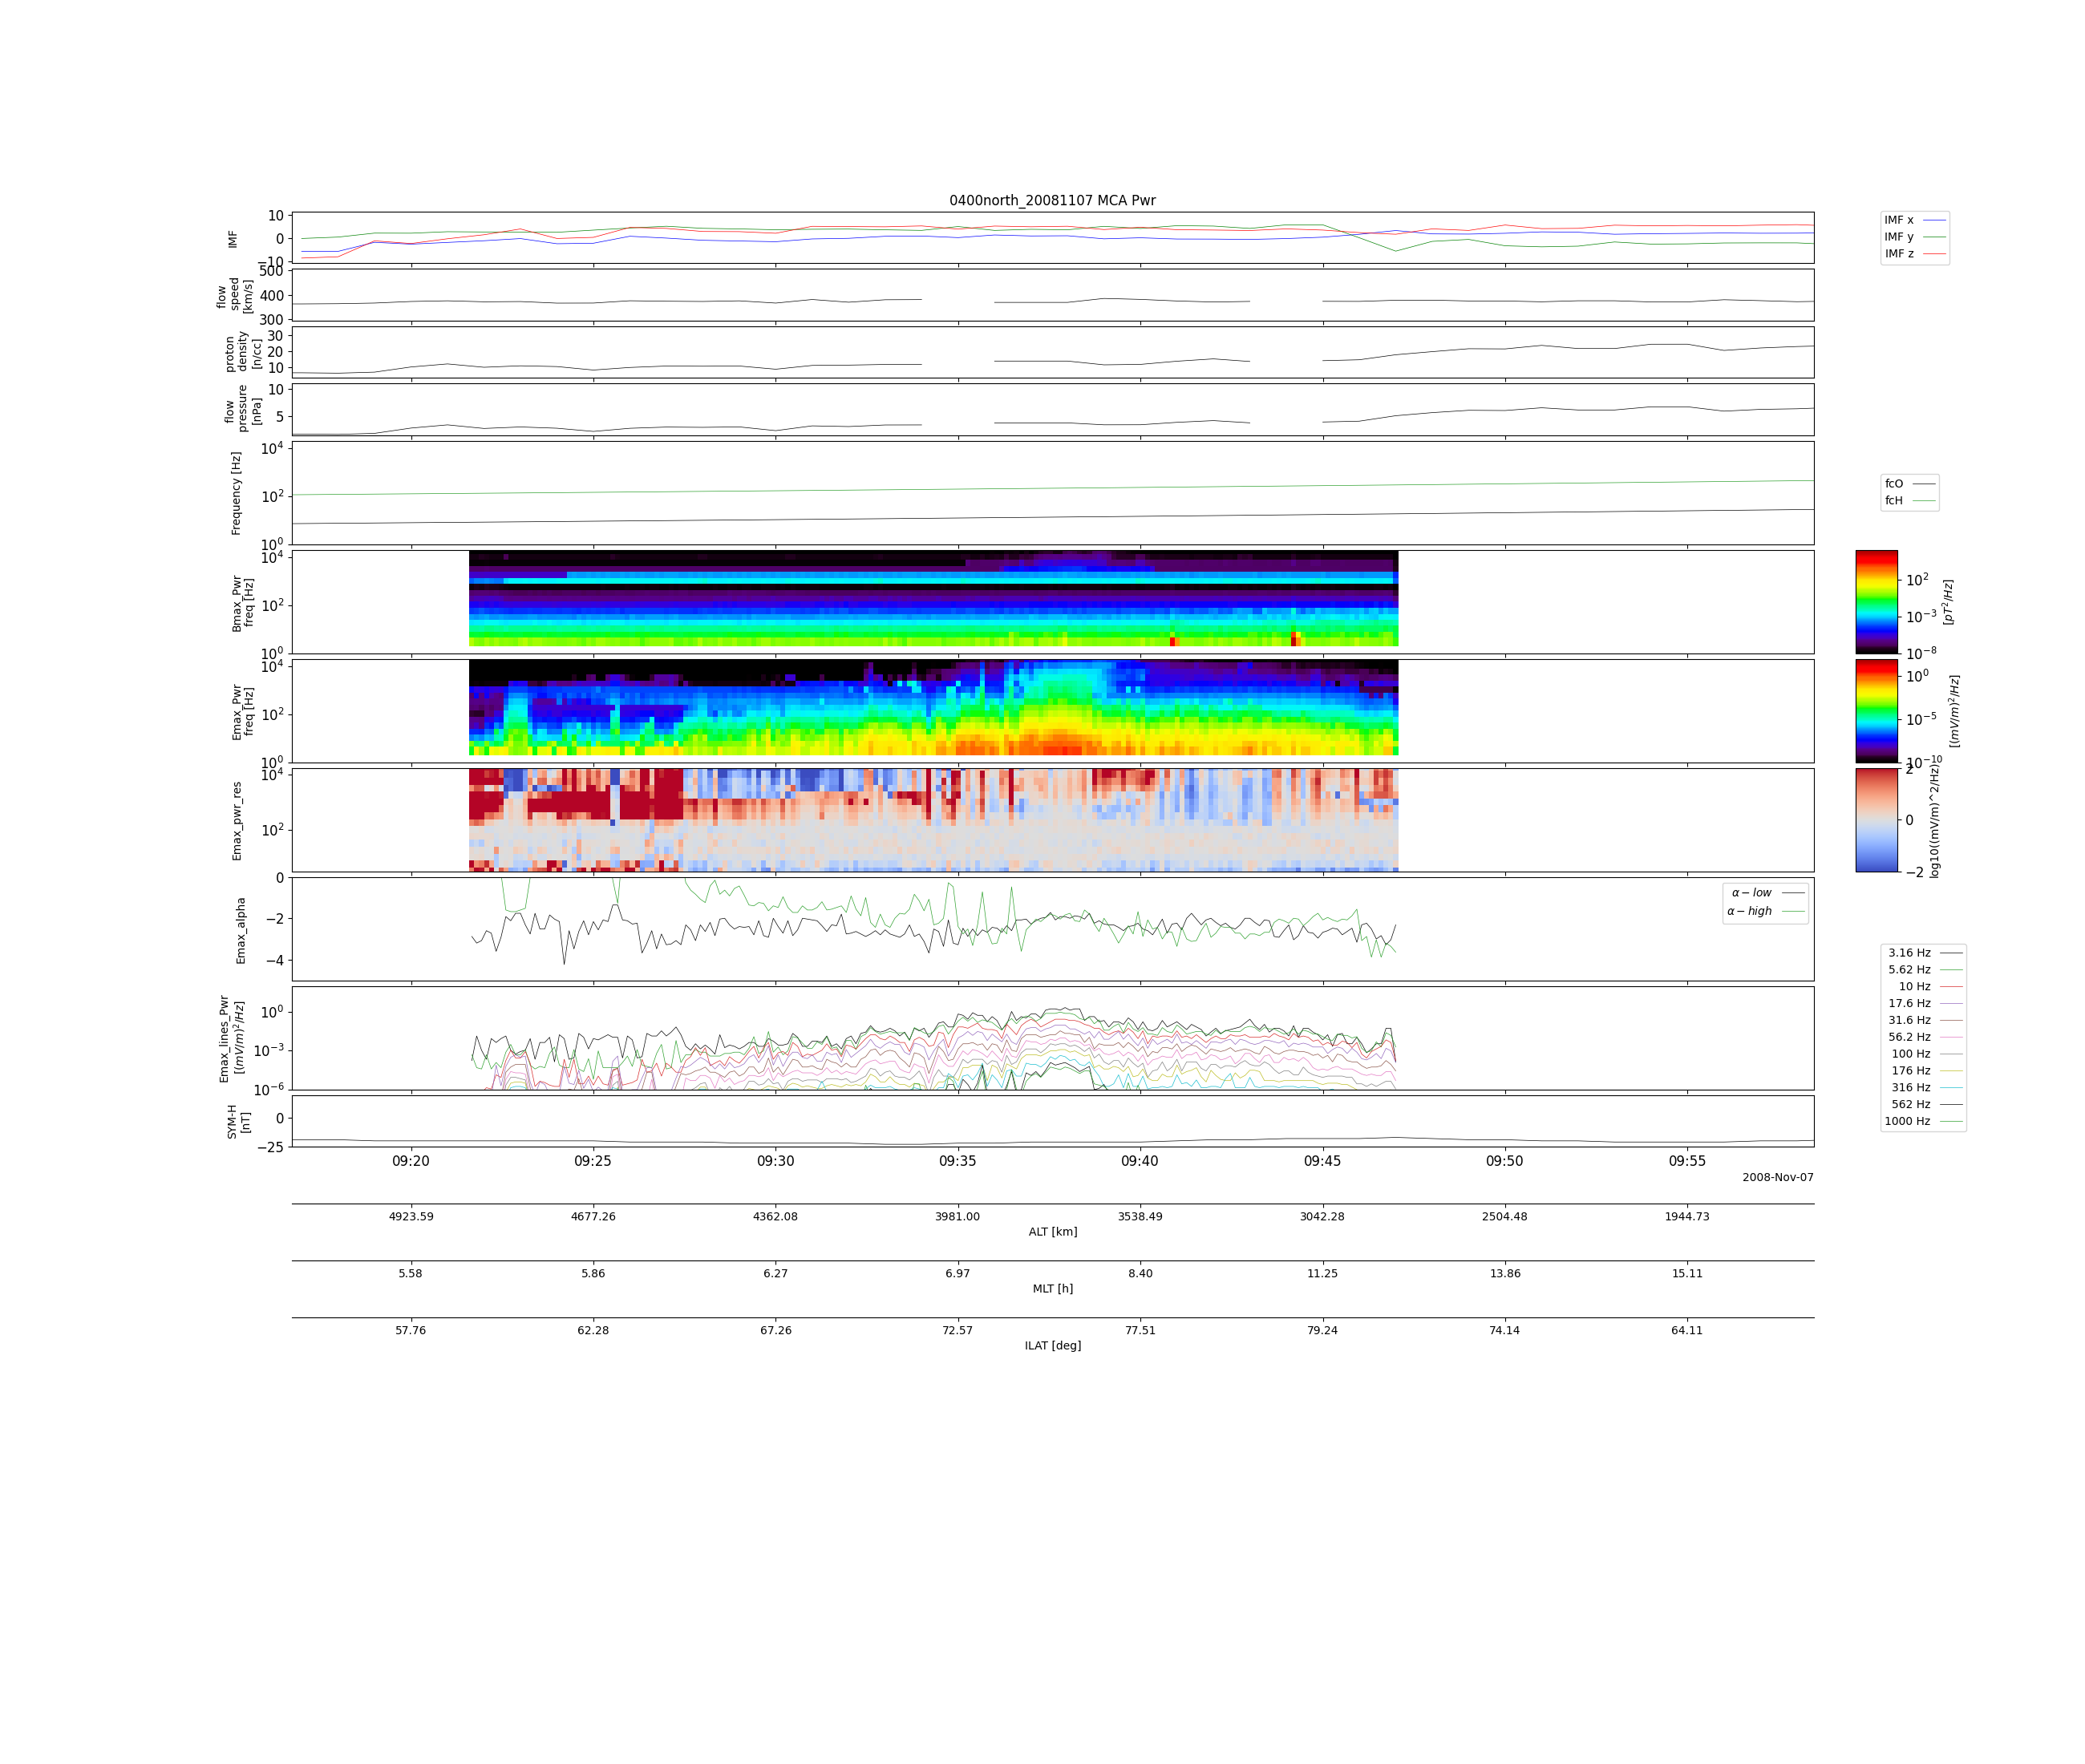 0400north_20081107 MCA Pwr
IMF
10
0
−10
IMF x
IMF y
IMF z
flow
speed
[km/s]
500
400
300
proton
density
[n/cc]
30
20
10
flow
pressure
[nPa]
10
5
Frequency [Hz]
10^4
10^2
10^0
fcO
fcH
Bmax_Pwr
freq [Hz]
10^4
10^2
10^0
10^2
10^−3
10^−8
[pT^2/Hz]
Emax_Pwr
freq [Hz]
10^4
10^2
10^0
10^0
10^−5
10^−10
[(mV/m)^2/Hz]
Emax_pwr_res
10^4
10^2
2
0
−2
log10((mV/m)^2/Hz)
Emax_alpha
0
−2
−4
α − low
α − high
Emax_lines_Pwr
[(mV/m)^2/Hz]
10^0
10^−3
10^−6
3.16 Hz
5.62 Hz
10 Hz
17.6 Hz
31.6 Hz
56.2 Hz
100 Hz
176 Hz
316 Hz
562 Hz
1000 Hz
SYM-H
[nT]
0
−25
09:20 09:25 09:30 09:35 09:40 09:45 09:50 09:55
2008-Nov-07
4923.59 4677.26 4362.08 3981.00 3538.49 3042.28 2504.48 1944.73
ALT [km]
5.58 5.86 6.27 6.97 8.40 11.25 13.86 15.11
MLT [h]
57.76 62.28 67.26 72.57 77.51 79.24 74.14 64.11
ILAT [deg]